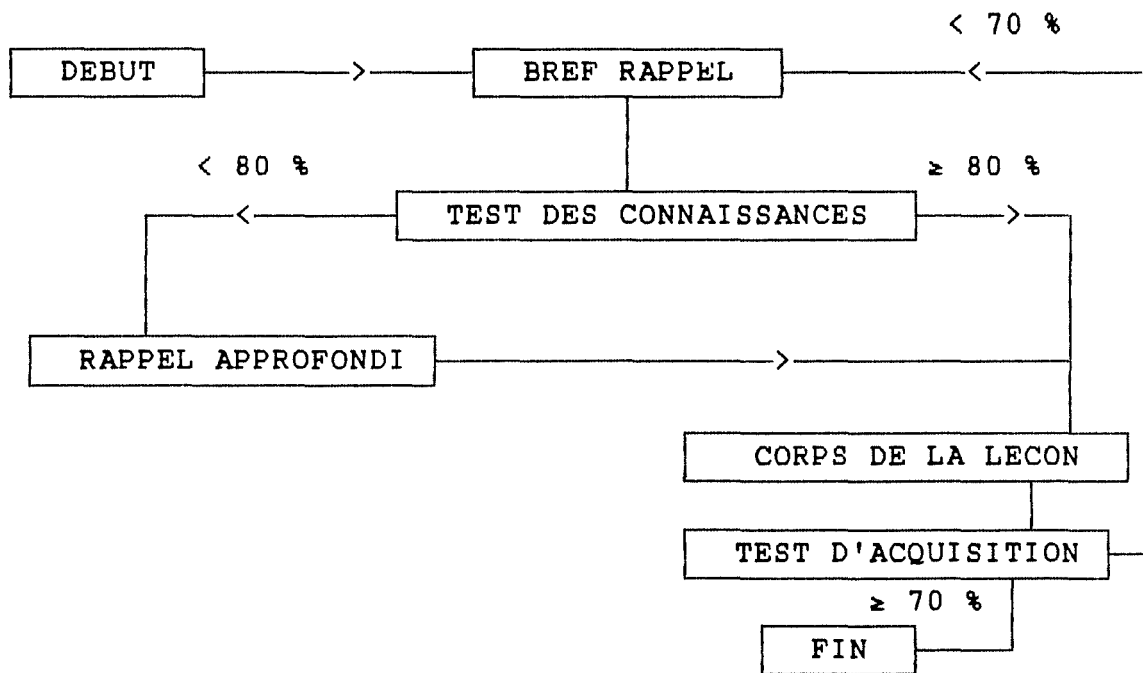 < 70 %
DEBUT > BREF RAPPEL <
< 80 % ≥ 80 %
< TEST DES CONNAISSANCES >
RAPPEL APPROFONDI >
CORPS DE LA LECON
TEST D'ACQUISITION
≥ 70 %
FIN